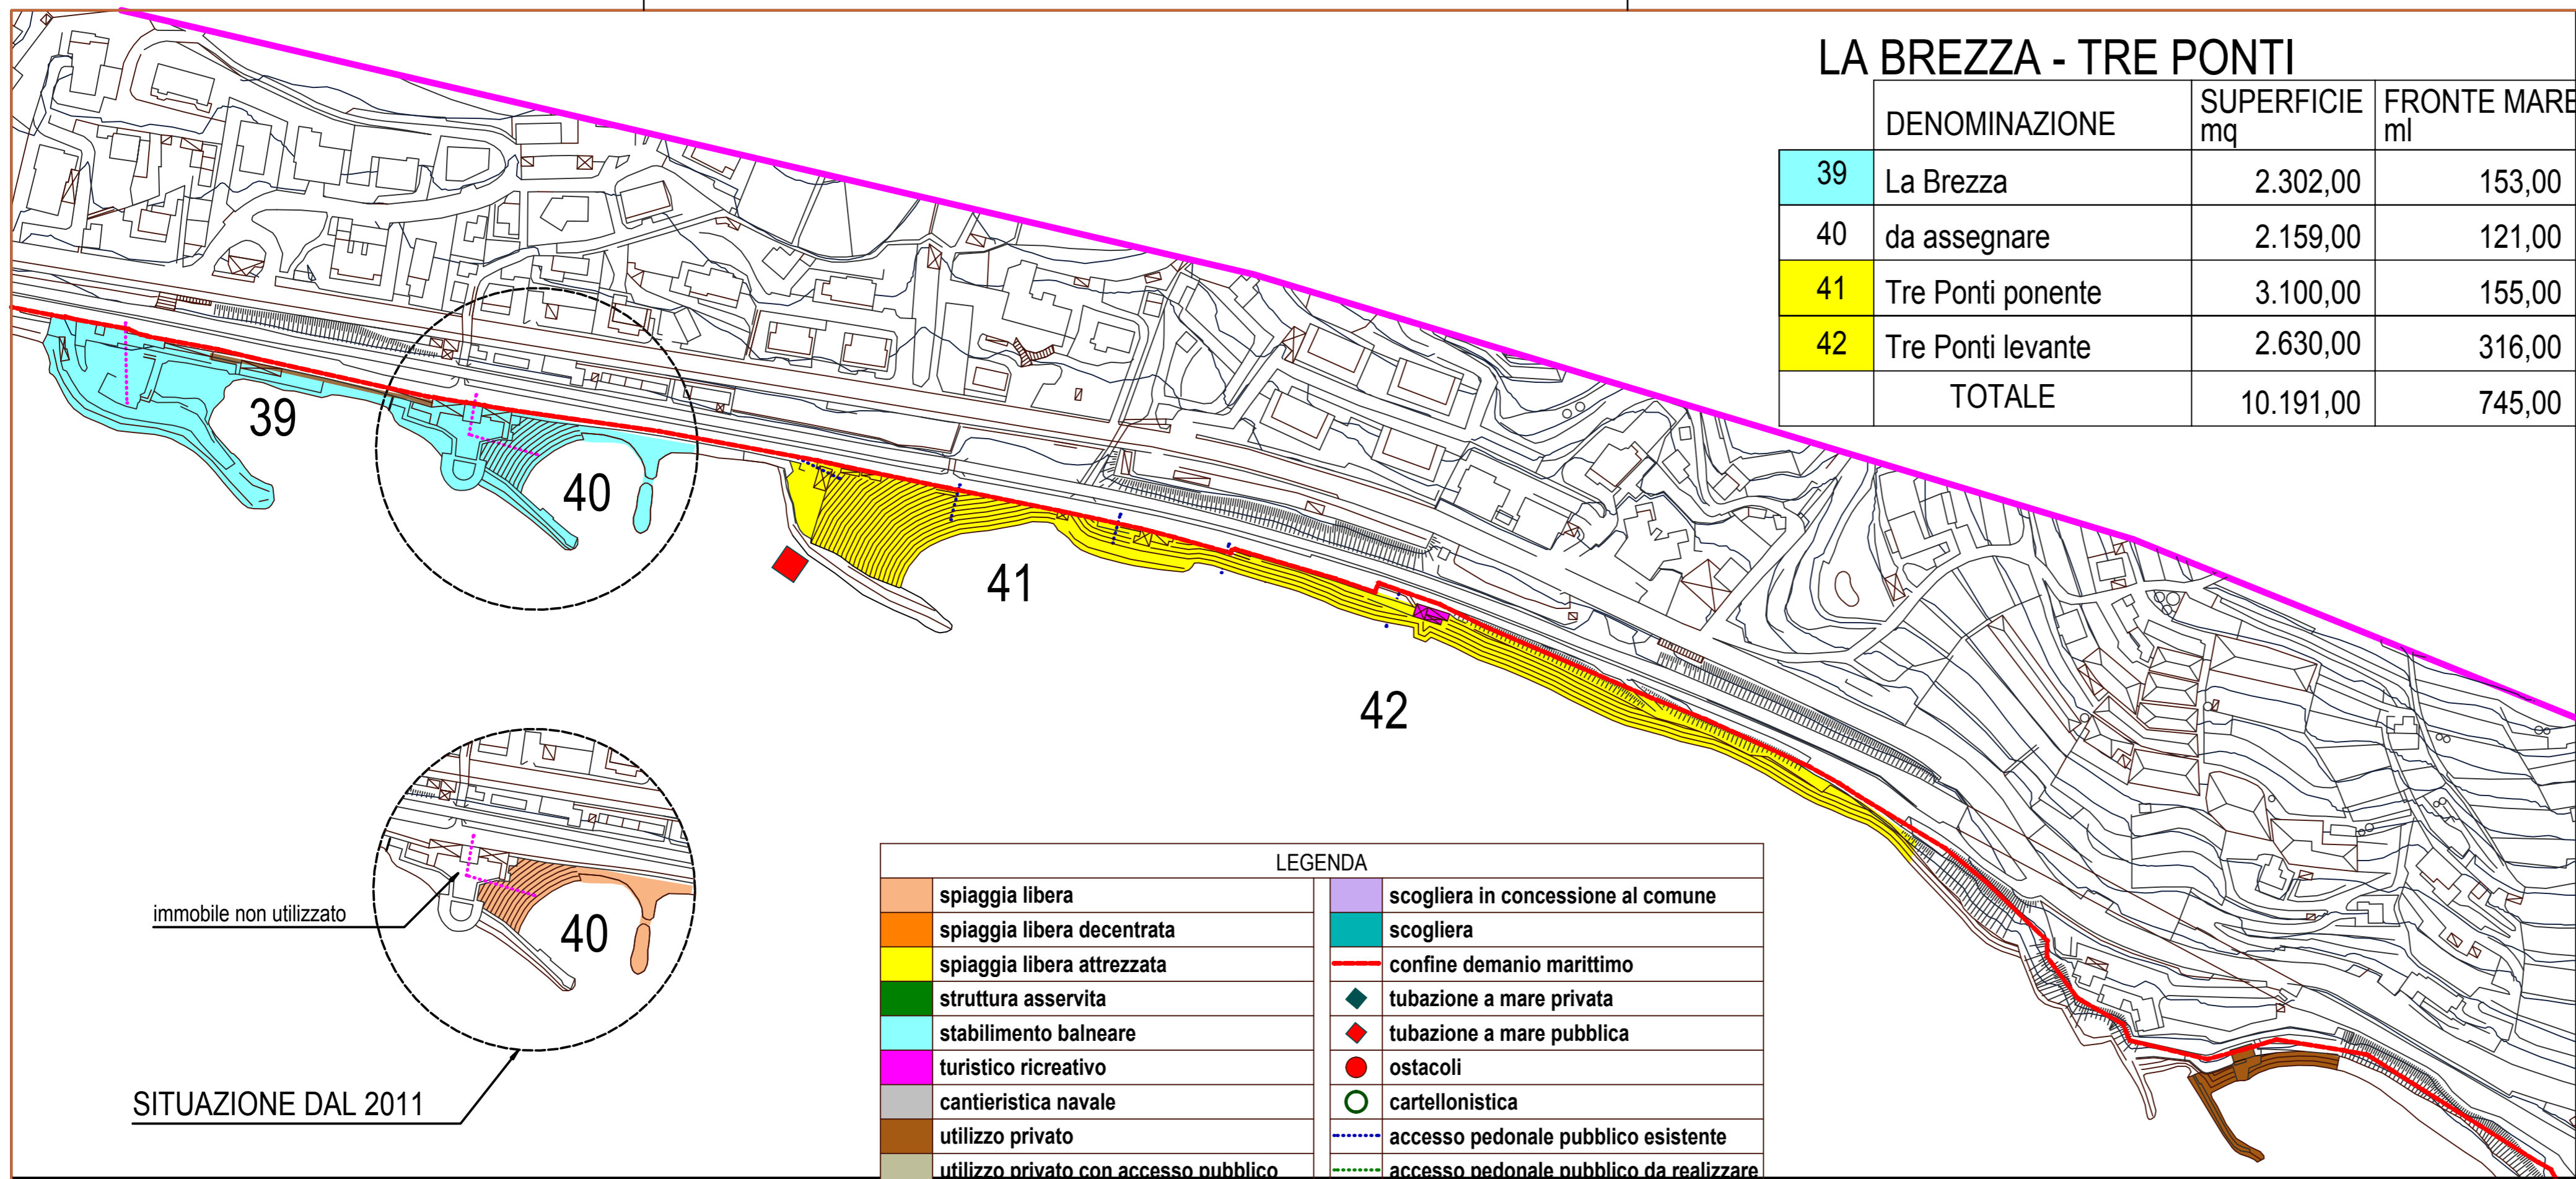 LA BREZZA - TRE PONTI
DENOMINAZIONE SUPERFICIE mq FRONTE MARE ml
39 La Brezza 2.302,00 153,00
40 da assegnare 2.159,00 121,00
41 Tre Ponti ponente 3.100,00 155,00
42 Tre Ponti levante 2.630,00 316,00
TOTALE 10.191,00 745,00
39
40
41
42
40
immobile non utilizzato
SITUAZIONE DAL 2011
LEGENDA
spiaggia libera
spiaggia libera decentrata
spiaggia libera attrezzata
struttura asservita
stabilimento balneare
turistico ricreativo
cantieristica navale
utilizzo privato
utilizzo privato con accesso pubblico
scogliera in concessione al comune
scogliera
confine demanio marittimo
tubazione a mare privata
tubazione a mare pubblica
ostacoli
cartellonistica
accesso pedonale pubblico esistente
accesso pedonale pubblico da realizzare